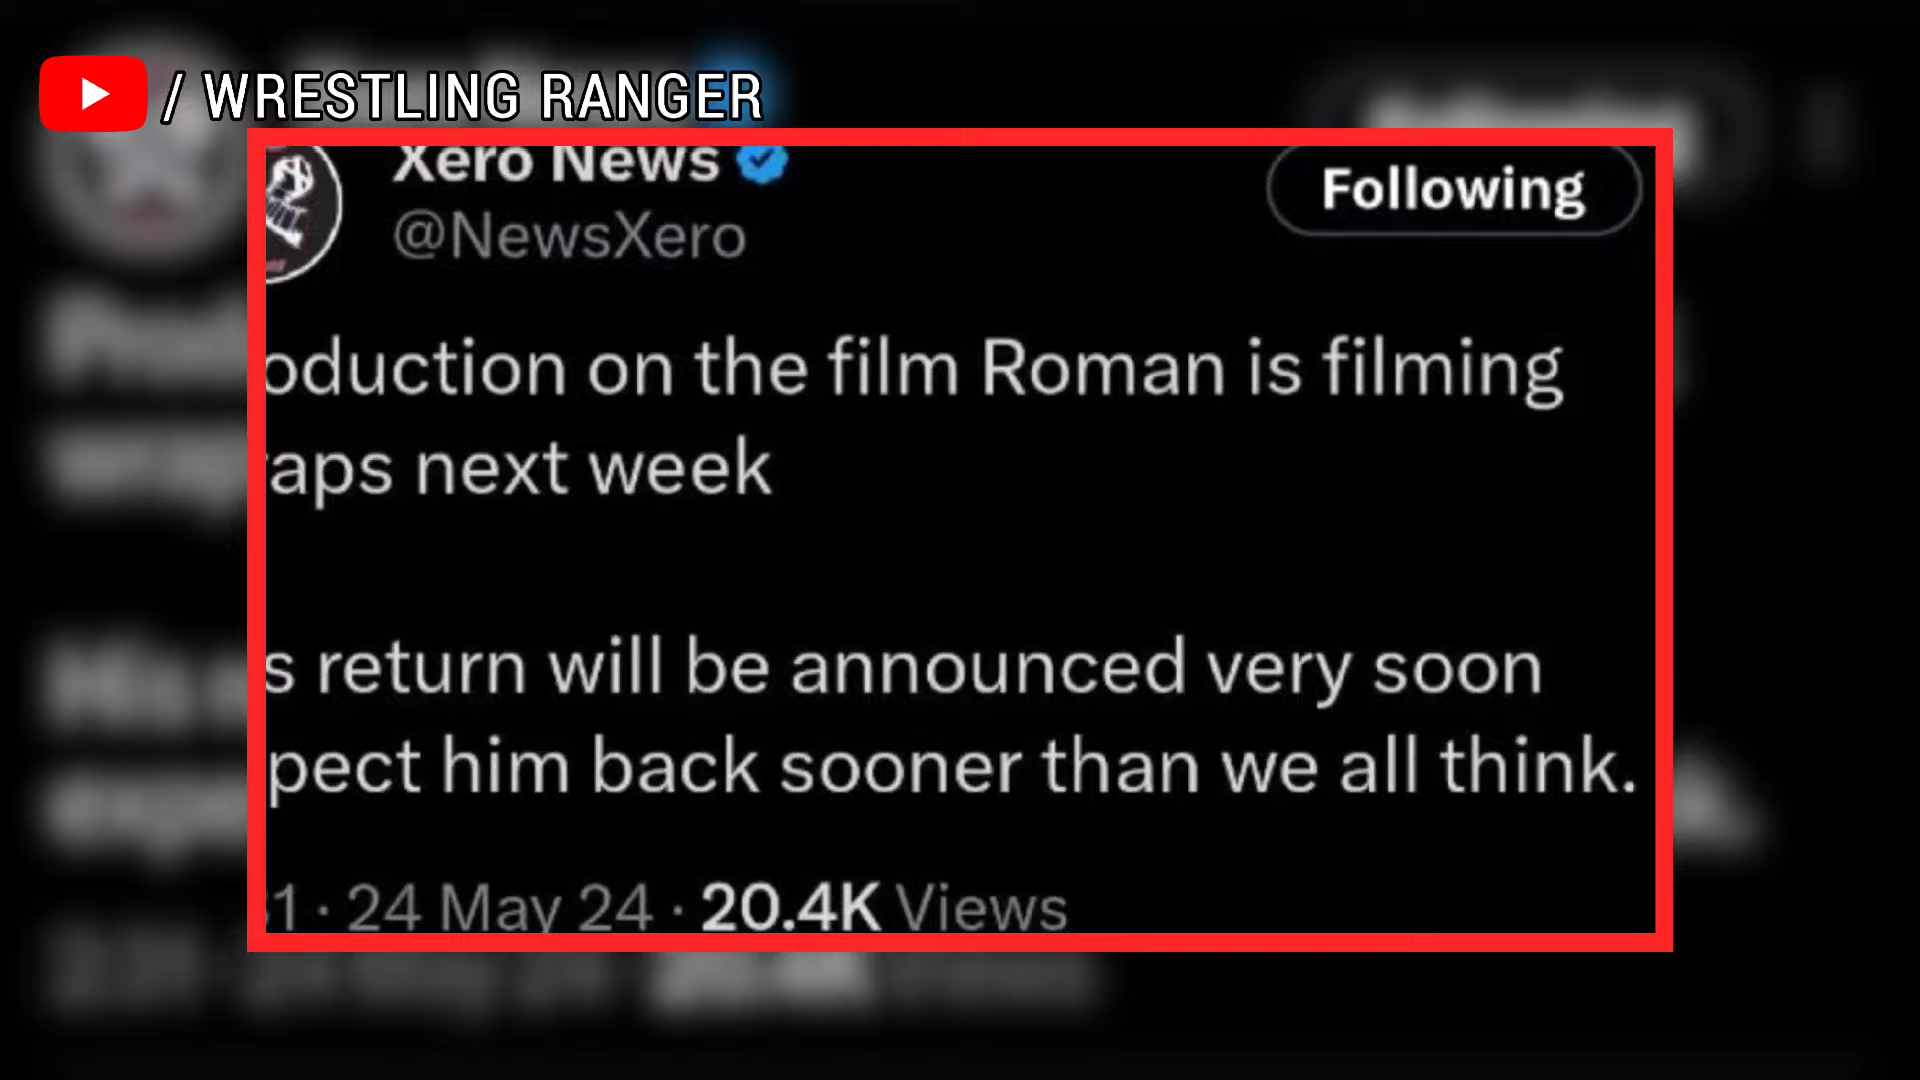 / WRESTLING RANGER
Xero News
@NewsXero
Following
oduction on the film Roman is filming
aps next week
s return will be announced very soon
pect him back sooner than we all think.
1 · 24 May 24 · 20.4K Views